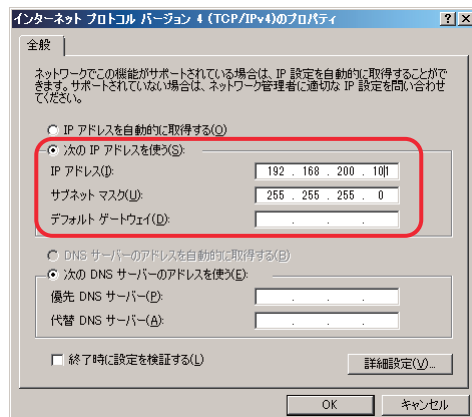 インターネット プロトコル バージョン 4 (TCP/IPv4)のプロパティ
全般
ネットワークでこの機能がサポートされている場合は、IP 設定を自動的に取得することがで
きます。サポートされていない場合は、ネットワーク管理者に適切な IP 設定を問い合わせ
てください。
IP アドレスを自動的に取得する(O)
次の IP アドレスを使う(S):
IP アドレス(I): 192 . 168 . 200 . 101
サブネット マスク(U): 255 . 255 . 255 . 0
デフォルト ゲートウェイ(D): . . .
DNS サーバーのアドレスを自動的に取得する(B)
次の DNS サーバーのアドレスを使う(E):
優先 DNS サーバー(P): . . .
代替 DNS サーバー(A): . . .
終了時に設定を検証する(L)
詳細設定(V)...
OK キャンセル